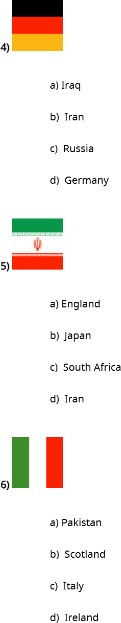 4)
a) Iraq
b) Iran
c) Russia
d) Germany
5)
a) England
b) Japan
c) South Africa
d) Iran
6)
a) Pakistan
b) Scotland
c) Italy
d) Ireland